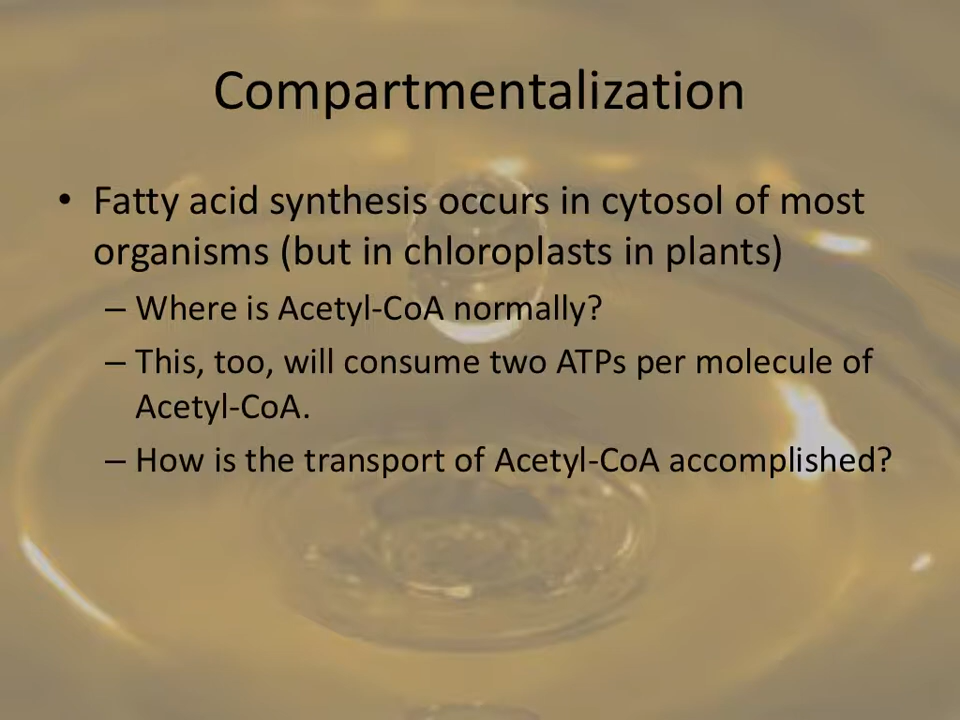 Compartmentalization
• Fatty acid synthesis occurs in cytosol of most
organisms (but in chloroplasts in plants)
– Where is Acetyl-CoA normally?
– This, too, will consume two ATPs per molecule of
Acetyl-CoA.
– How is the transport of Acetyl-CoA accomplished?